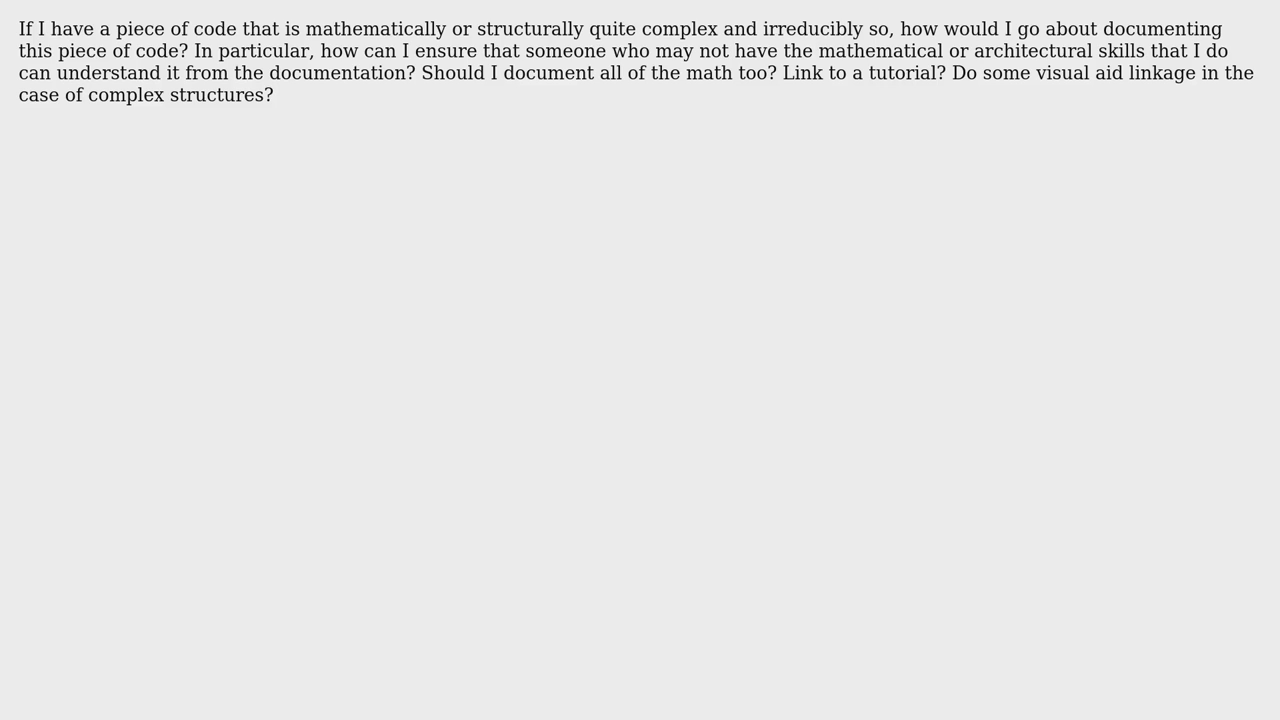 If I have a piece of code that is mathematically or structurally quite complex and irreducibly so, how would I go about documenting
this piece of code? In particular, how can I ensure that someone who may not have the mathematical or architectural skills that I do
can understand it from the documentation? Should I document all of the math too? Link to a tutorial? Do some visual aid linkage in the
case of complex structures?